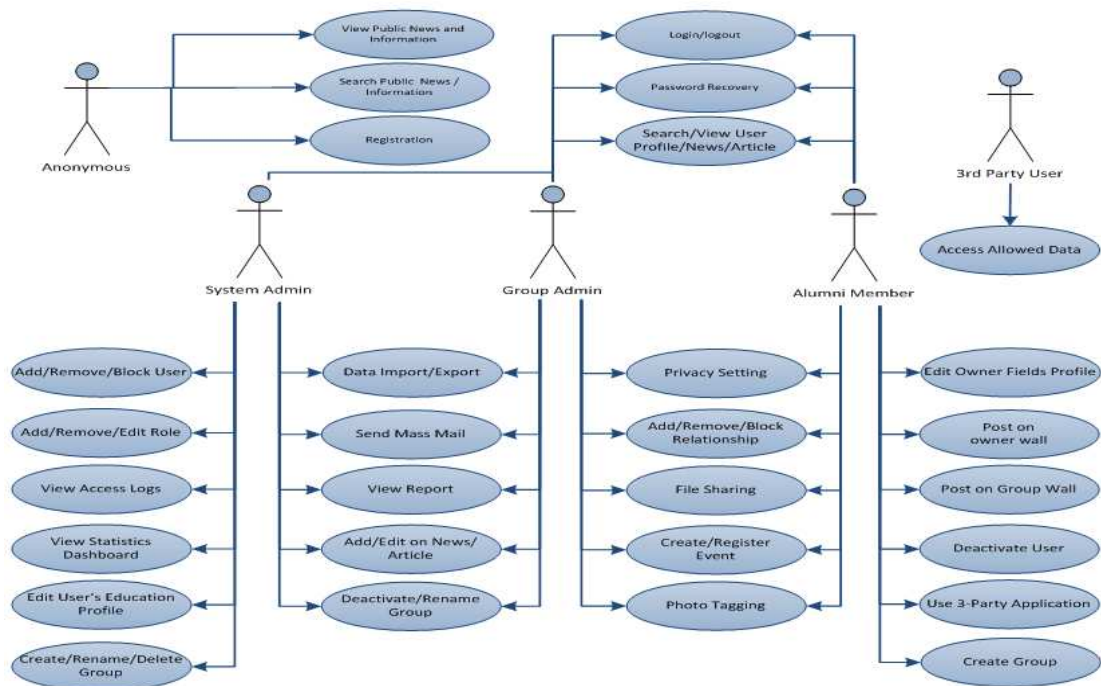 View Public News and
Information
Search Public News /
Information
Registration
Anonymous
Login/logout
Password Recovery
Search/View User
Profile/News/Article
3rd Party User
Access Allowed Data
System Admin
Group Admin
Alumni Member
Add/Remove/Block User
Add/Remove/Edit Role
View Access Logs
View Statistics
Dashboard
Edit User's Education
Profile
Create/Rename/Delete
Group
Data Import/Export
Send Mass Mail
View Report
Add/Edit on News/
Article
Deactivate/Rename
Group
Privacy Setting
Add/Remove/Block
Relationship
File Sharing
Create/Register
Event
Photo Tagging
Edit Owner Fields Profile
Post on
owner wall
Post on Group Wall
Deactivate User
Use 3-Party Application
Create Group